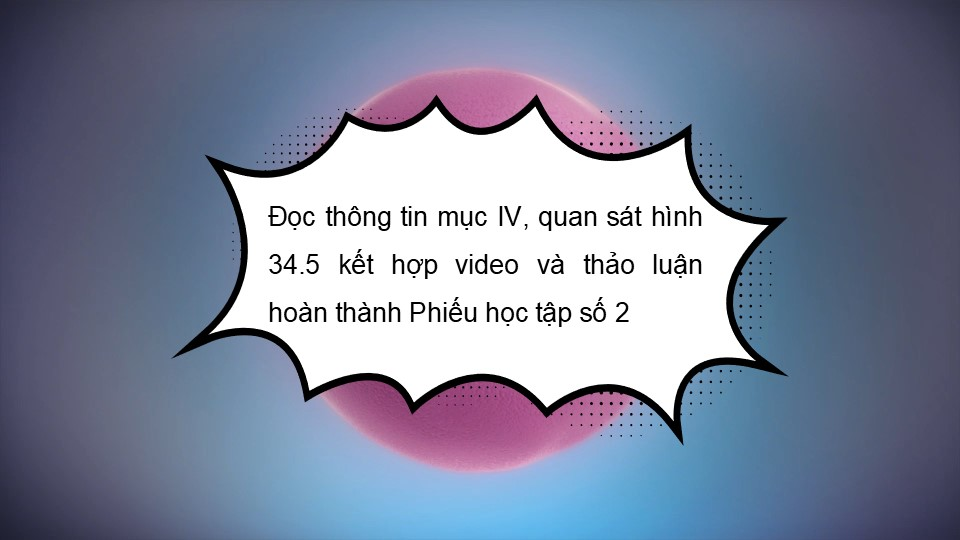 Đọc thông tin mục IV, quan sát hình
34.5 kết hợp video và thảo luận
hoàn thành Phiếu học tập số 2